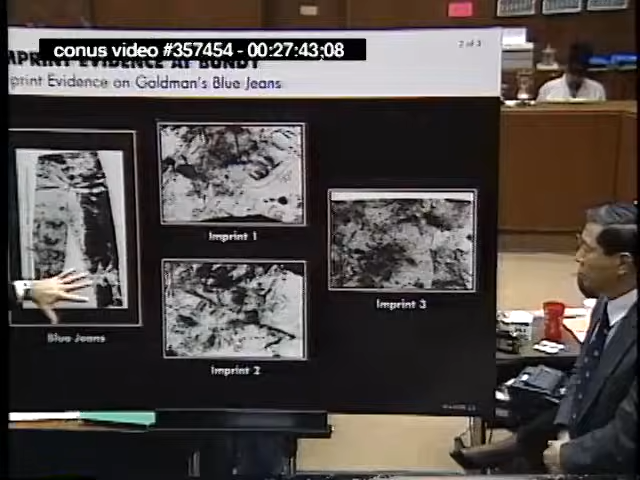 conus video #357454 - 00:27:43;08
2 of 3
MPRINT EVIDENCE AT BUNDY
print Evidence on Goldman's Blue Jeans
Imprint 1
Imprint 3
Blue Jeans
Imprint 2